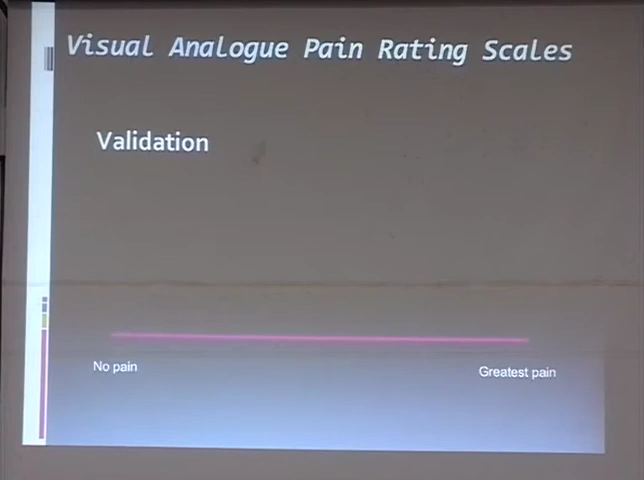 Visual Analogue Pain Rating Scales
Validation
No pain
Greatest pain